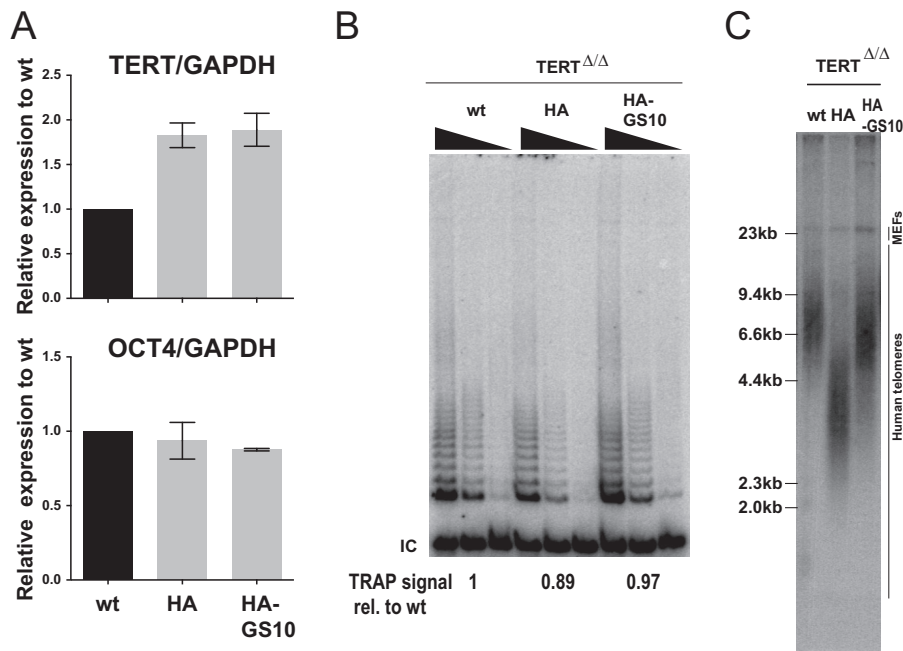 A
TERT/GAPDH
Relative expression to wt
2.5
2.0
1.5
1.0
0.5
0.0
OCT4/GAPDH
Relative expression to wt
1.5
1.0
0.5
0.0
wt
HA
HA-
GS10
B
TERT Δ/Δ
wt
HA
HA-
GS10
IC
TRAP signal
rel. to wt
1
0.89
0.97
C
TERT Δ/Δ
wt HA HA
-GS10
23kb
9.4kb
6.6kb
4.4kb
2.3kb
2.0kb
MEFs
Human telomeres